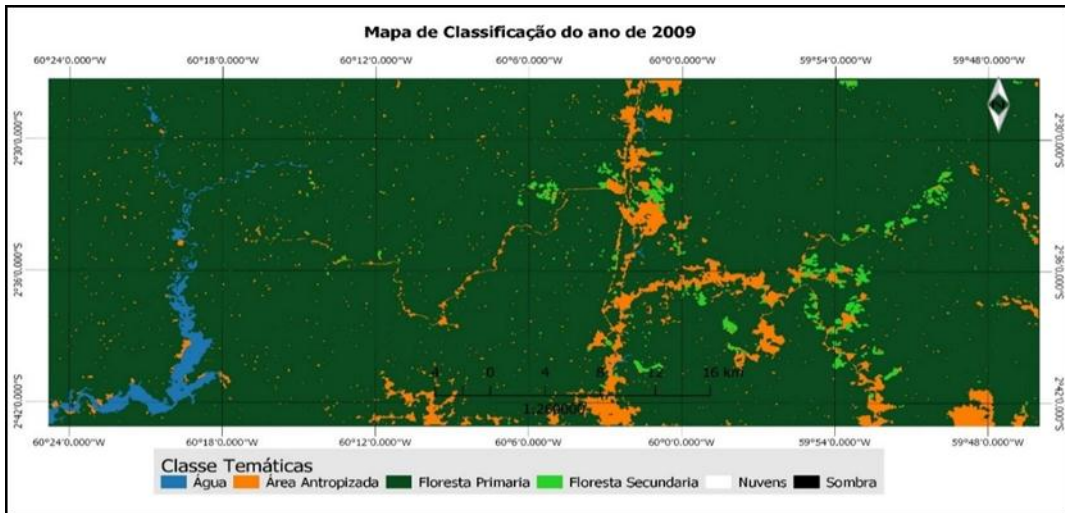 Mapa de Classificação do ano de 2009
60°24'0.000"W 60°18'0.000"W 60°12'0.000"W 60°6'0.000"W 60°0'0.000"W 59°54'0.000"W 59°48'0.000"W
2°30'0.000"S 2°30'0.000"S
2°36'0.000"S 2°36'0.000"S
4 0 4 8 12 16 km
1:260000
2°42'0.000"S 2°42'0.000"S
60°24'0.000"W 60°18'0.000"W 60°12'0.000"W 60°6'0.000"W 60°0'0.000"W 59°54'0.000"W 59°48'0.000"W
Classe Temáticas
Água Área Antropizada Floresta Primaria Floresta Secundaria Nuvens Sombra